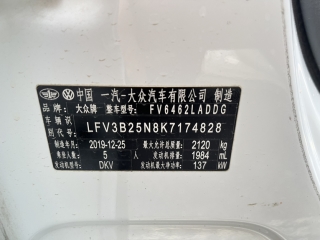 中国 一汽-大众汽车有限公司 制造
大众牌 整车型号: FV6462LADDG
车辆识别代号 LFV3B25N8K7174828
制造年月 2019-12-25 最大允许总质量 2120 kg
乘坐人数 5 人 发动机排量 1984 mL
发动机型号 DKV 发动机最大净功率 137 kW